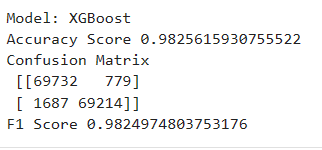 Model: XGBoost
Accuracy Score 0.9825615930755522
Confusion Matrix
[[69732   779]
[ 1687 69214]]
F1 Score 0.9824974803753176